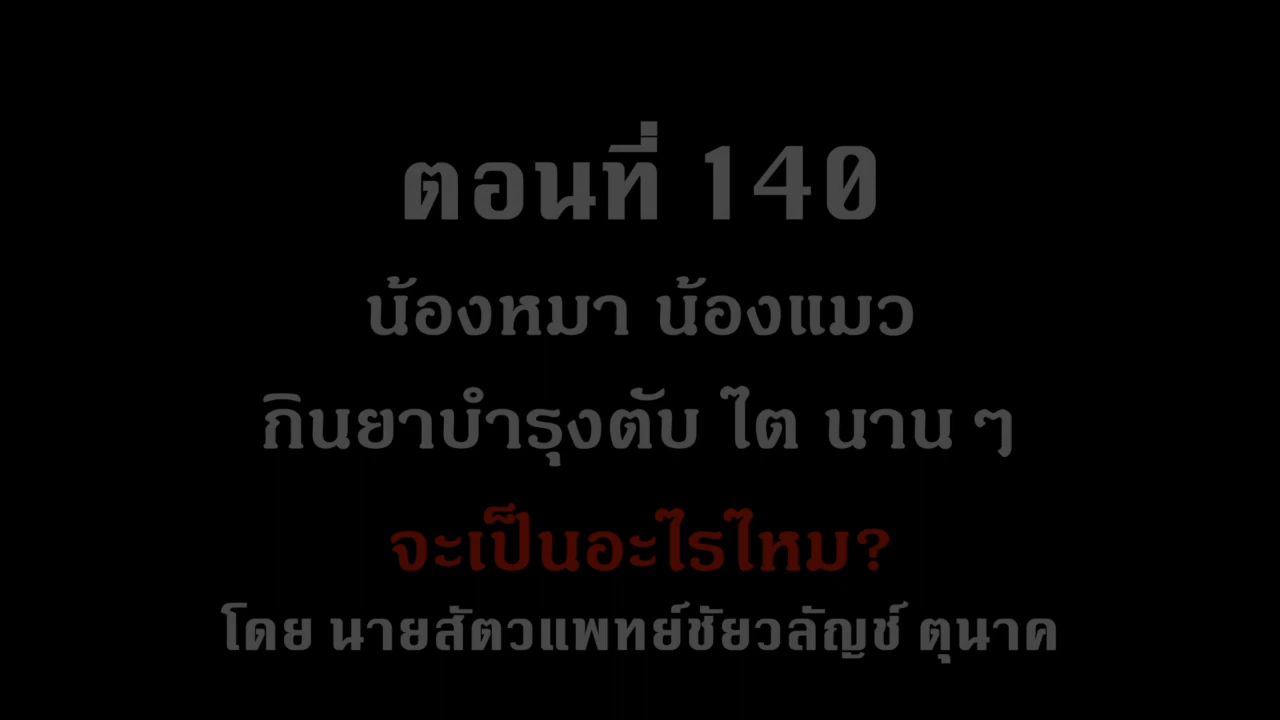 ตอนที่ 140
น้องหมา น้องแมว
กินยาบำรุงตับ ไต นาน ๆ
จะเป็นอะไรไหม?
โดย นายสัตวแพทย์ชัยวลัญช์ ตุนาค